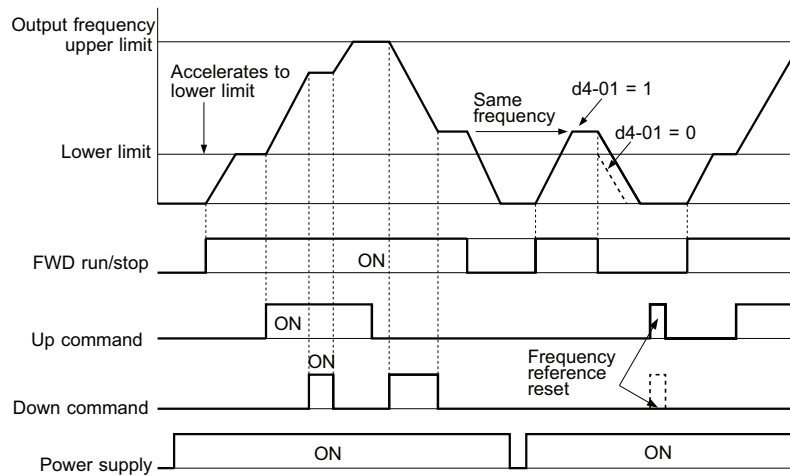 Output frequency
upper limit
Accelerates to
lower limit
Same
frequency
d4-01 = 1
d4-01 = 0
Lower limit
FWD run/stop
ON
Up command
ON
ON
Frequency
reference
reset
Down command
Power supply
ON
ON